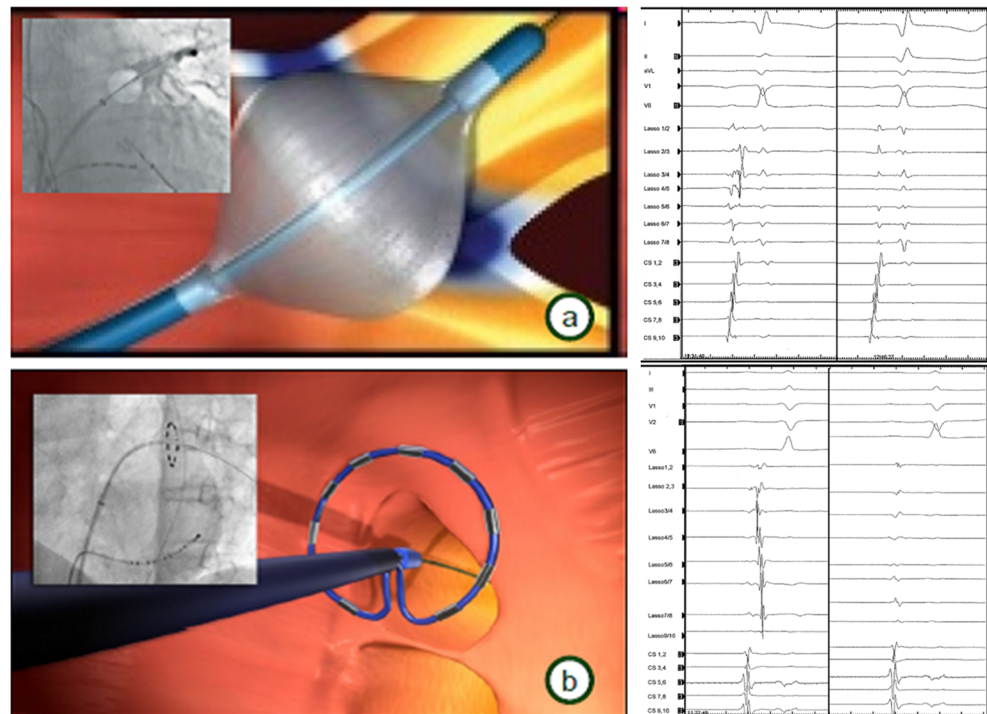 a
I
II
aVL
V1
V6
Lasso 1/2
Lasso 2/3
Lasso 3/4
Lasso 4/5
Lasso 5/6
Lasso 6/7
Lasso 7/8
CS 1,2
CS 3,4
CS 5,6
CS 7,8
CS 9,10
b
I
III
V1
V2
V6
Lasso1,2
Lasso 2,3
Lasso3/4
Lasso4/5
Lasso5/6
Lasso6/7
Lasso7/8
Lasso9/10
CS 1,2
CS 3,4
CS 5,6
CS 7,8
CS 9,10